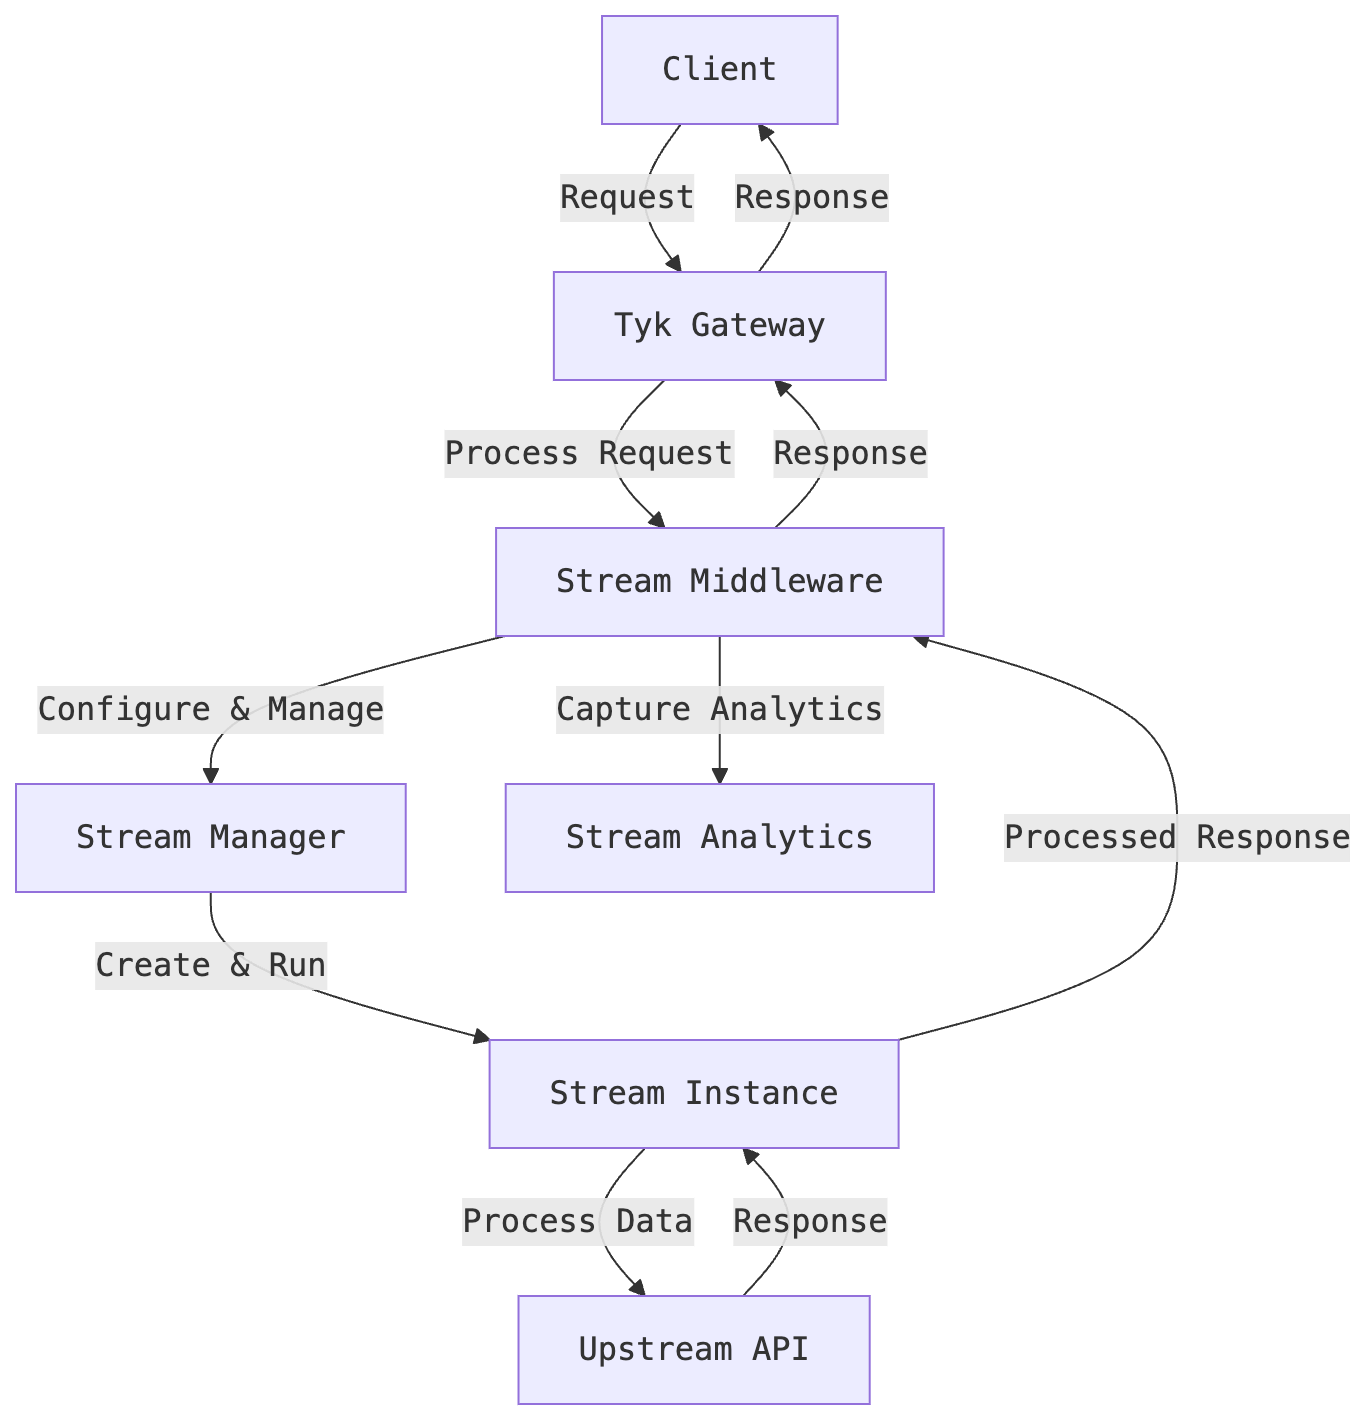 Client
Request
Response
Tyk Gateway
Process Request
Response
Stream Middleware
Configure & Manage
Capture Analytics
Stream Manager
Stream Analytics
Processed Response
Create & Run
Stream Instance
Process Data
Response
Upstream API